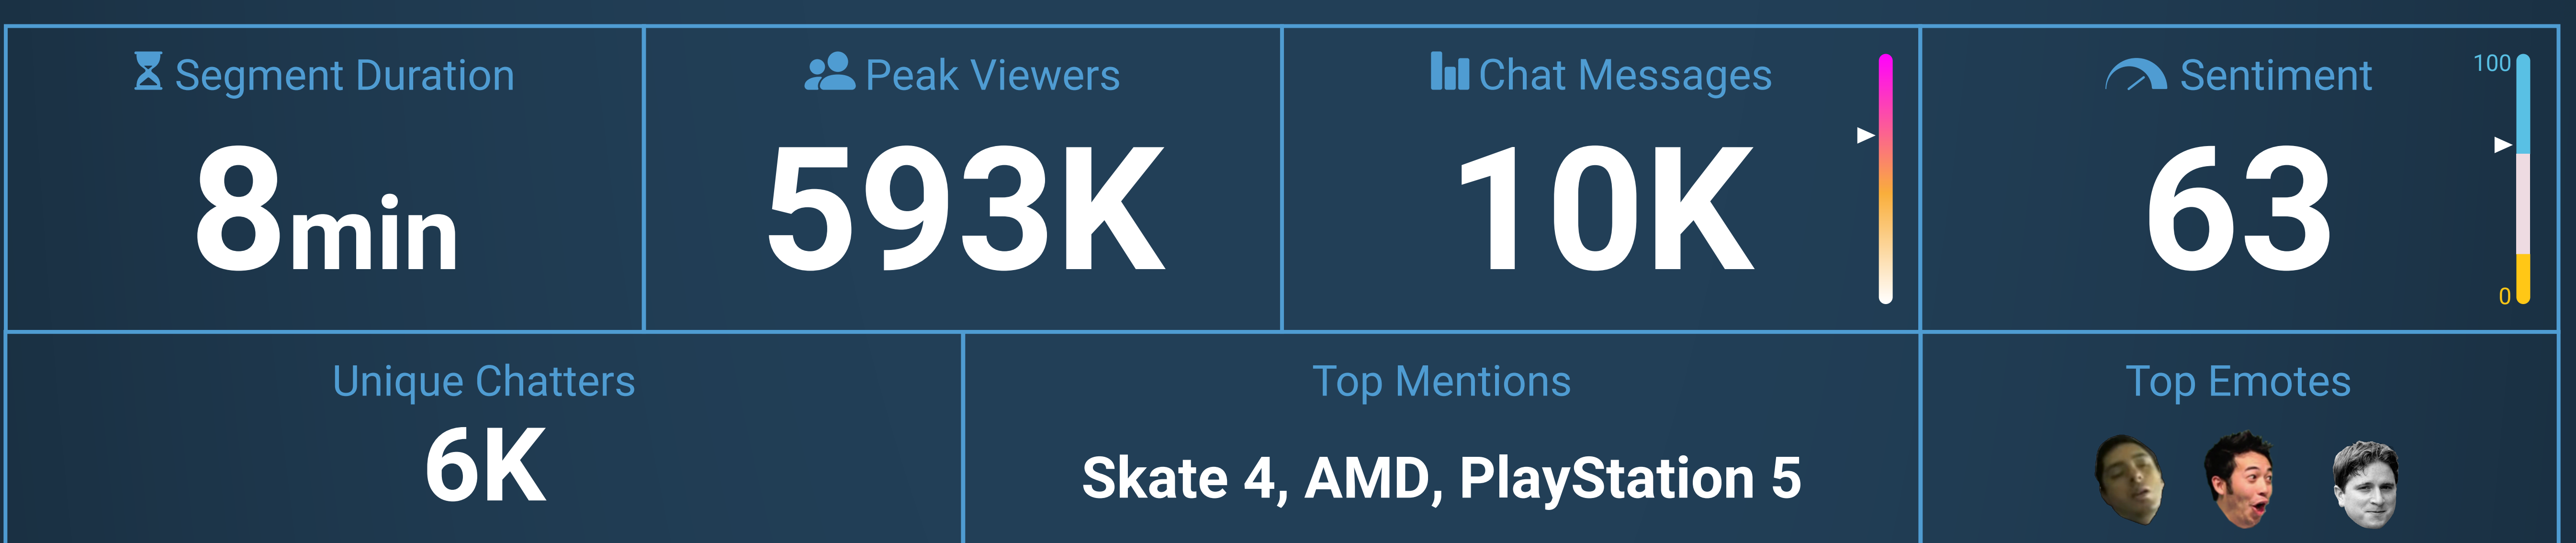 Segment Duration
8min
Peak Viewers
593K
Chat Messages
10K
Sentiment
63
100
0
Unique Chatters
6K
Top Mentions
Skate 4, AMD, PlayStation 5
Top Emotes